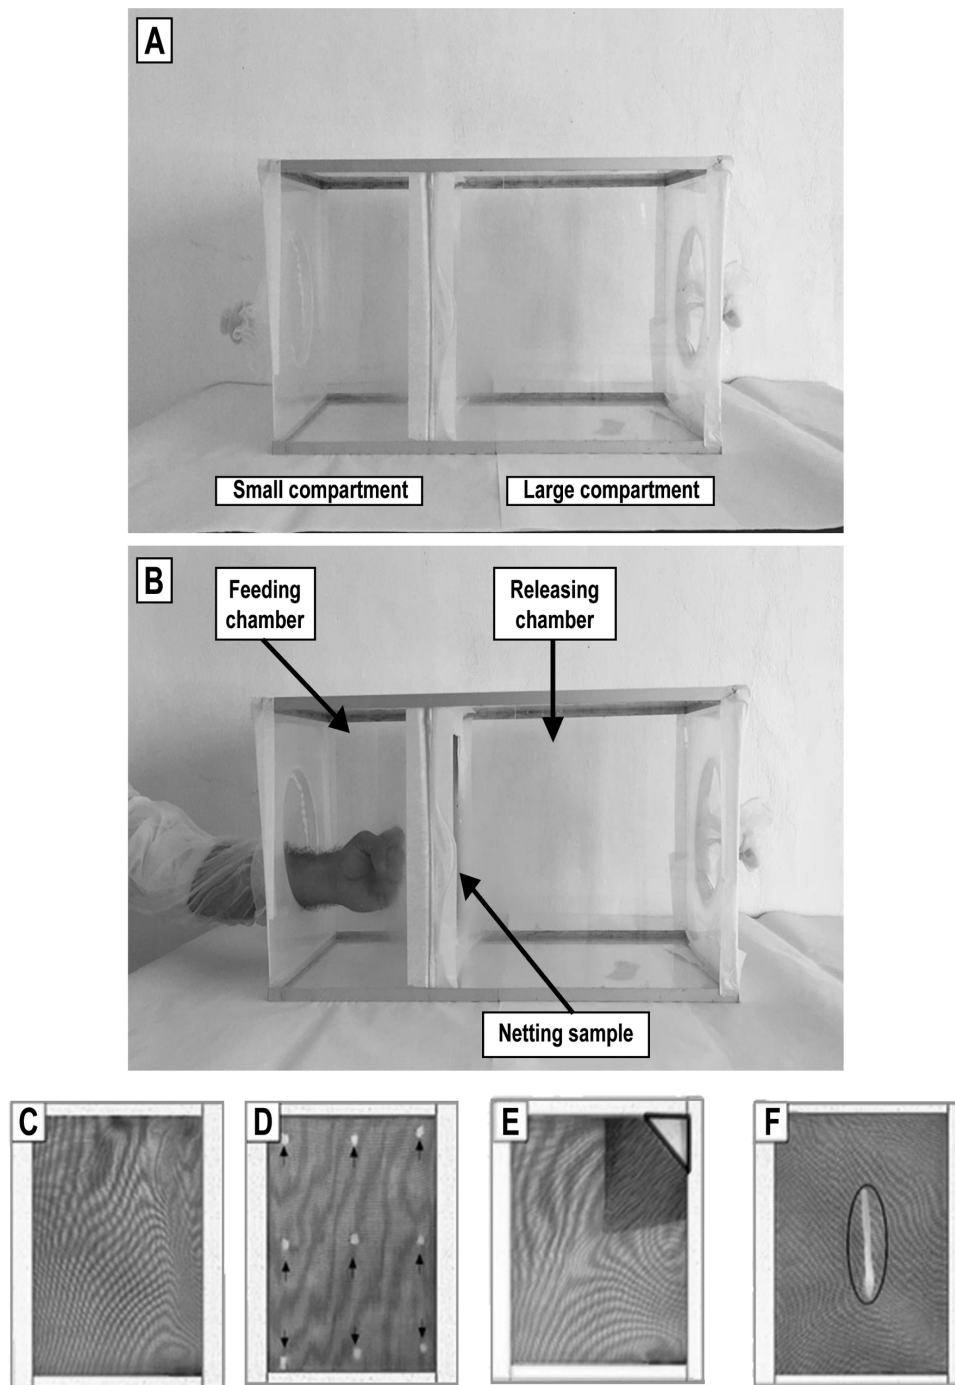 A
Small compartment
Large compartment
B
Feeding
chamber
Releasing
chamber
Netting sample
C
D
E
F